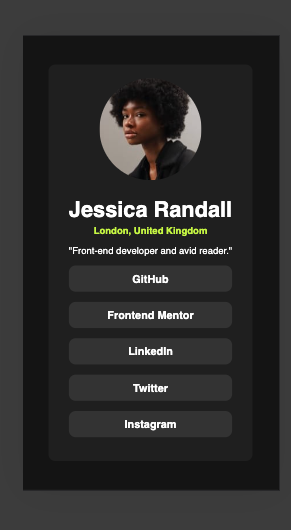 Jessica Randall
London, United Kingdom
"Front-end developer and avid reader."
GitHub
Frontend Mentor
LinkedIn
Twitter
Instagram